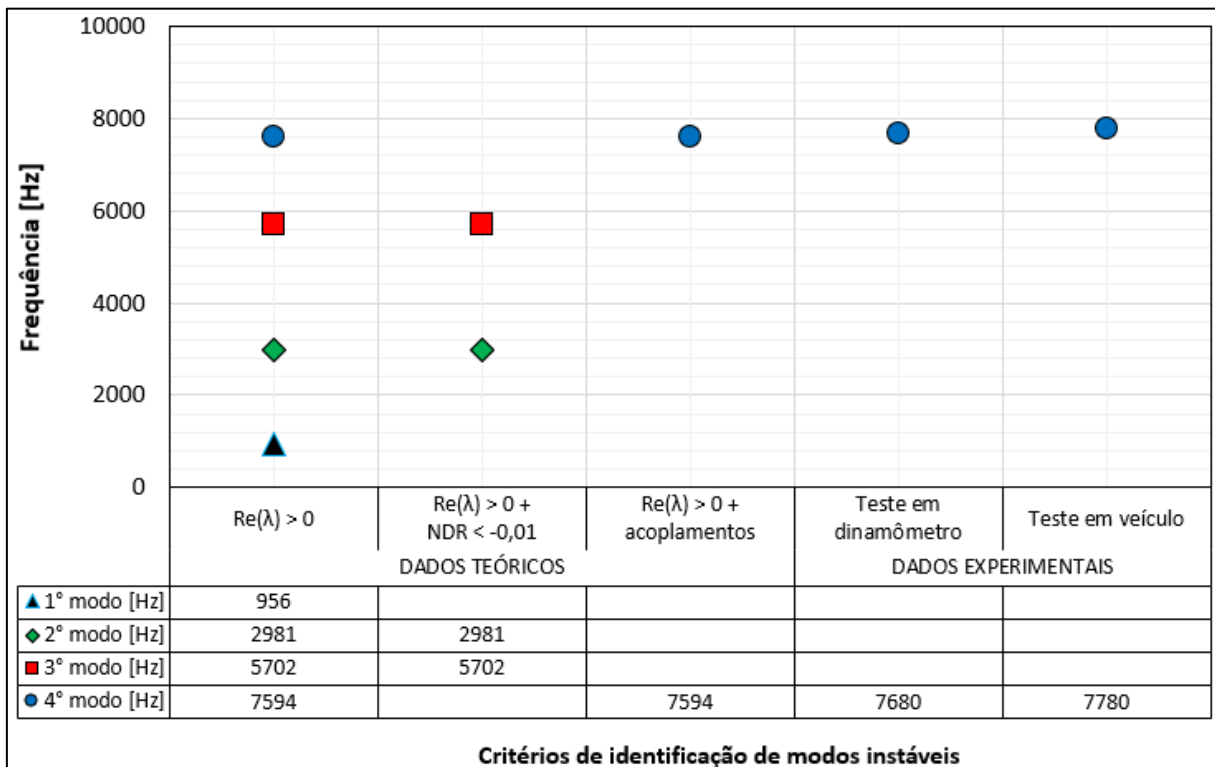 10000
8000
6000
4000
2000
0
Frequência [Hz]
Re(λ) > 0
Re(λ) > 0 +
NDR < -0,01
Re(λ) > 0 +
acoplamentos
Teste em
dinamômetro
Teste em veículo
DADOS TEÓRICOS
DADOS EXPERIMENTAIS
1° modo [Hz] 956
2° modo [Hz] 2981 2981
3° modo [Hz] 5702 5702
4° modo [Hz] 7594 7594 7680 7780
Critérios de identificação de modos instáveis